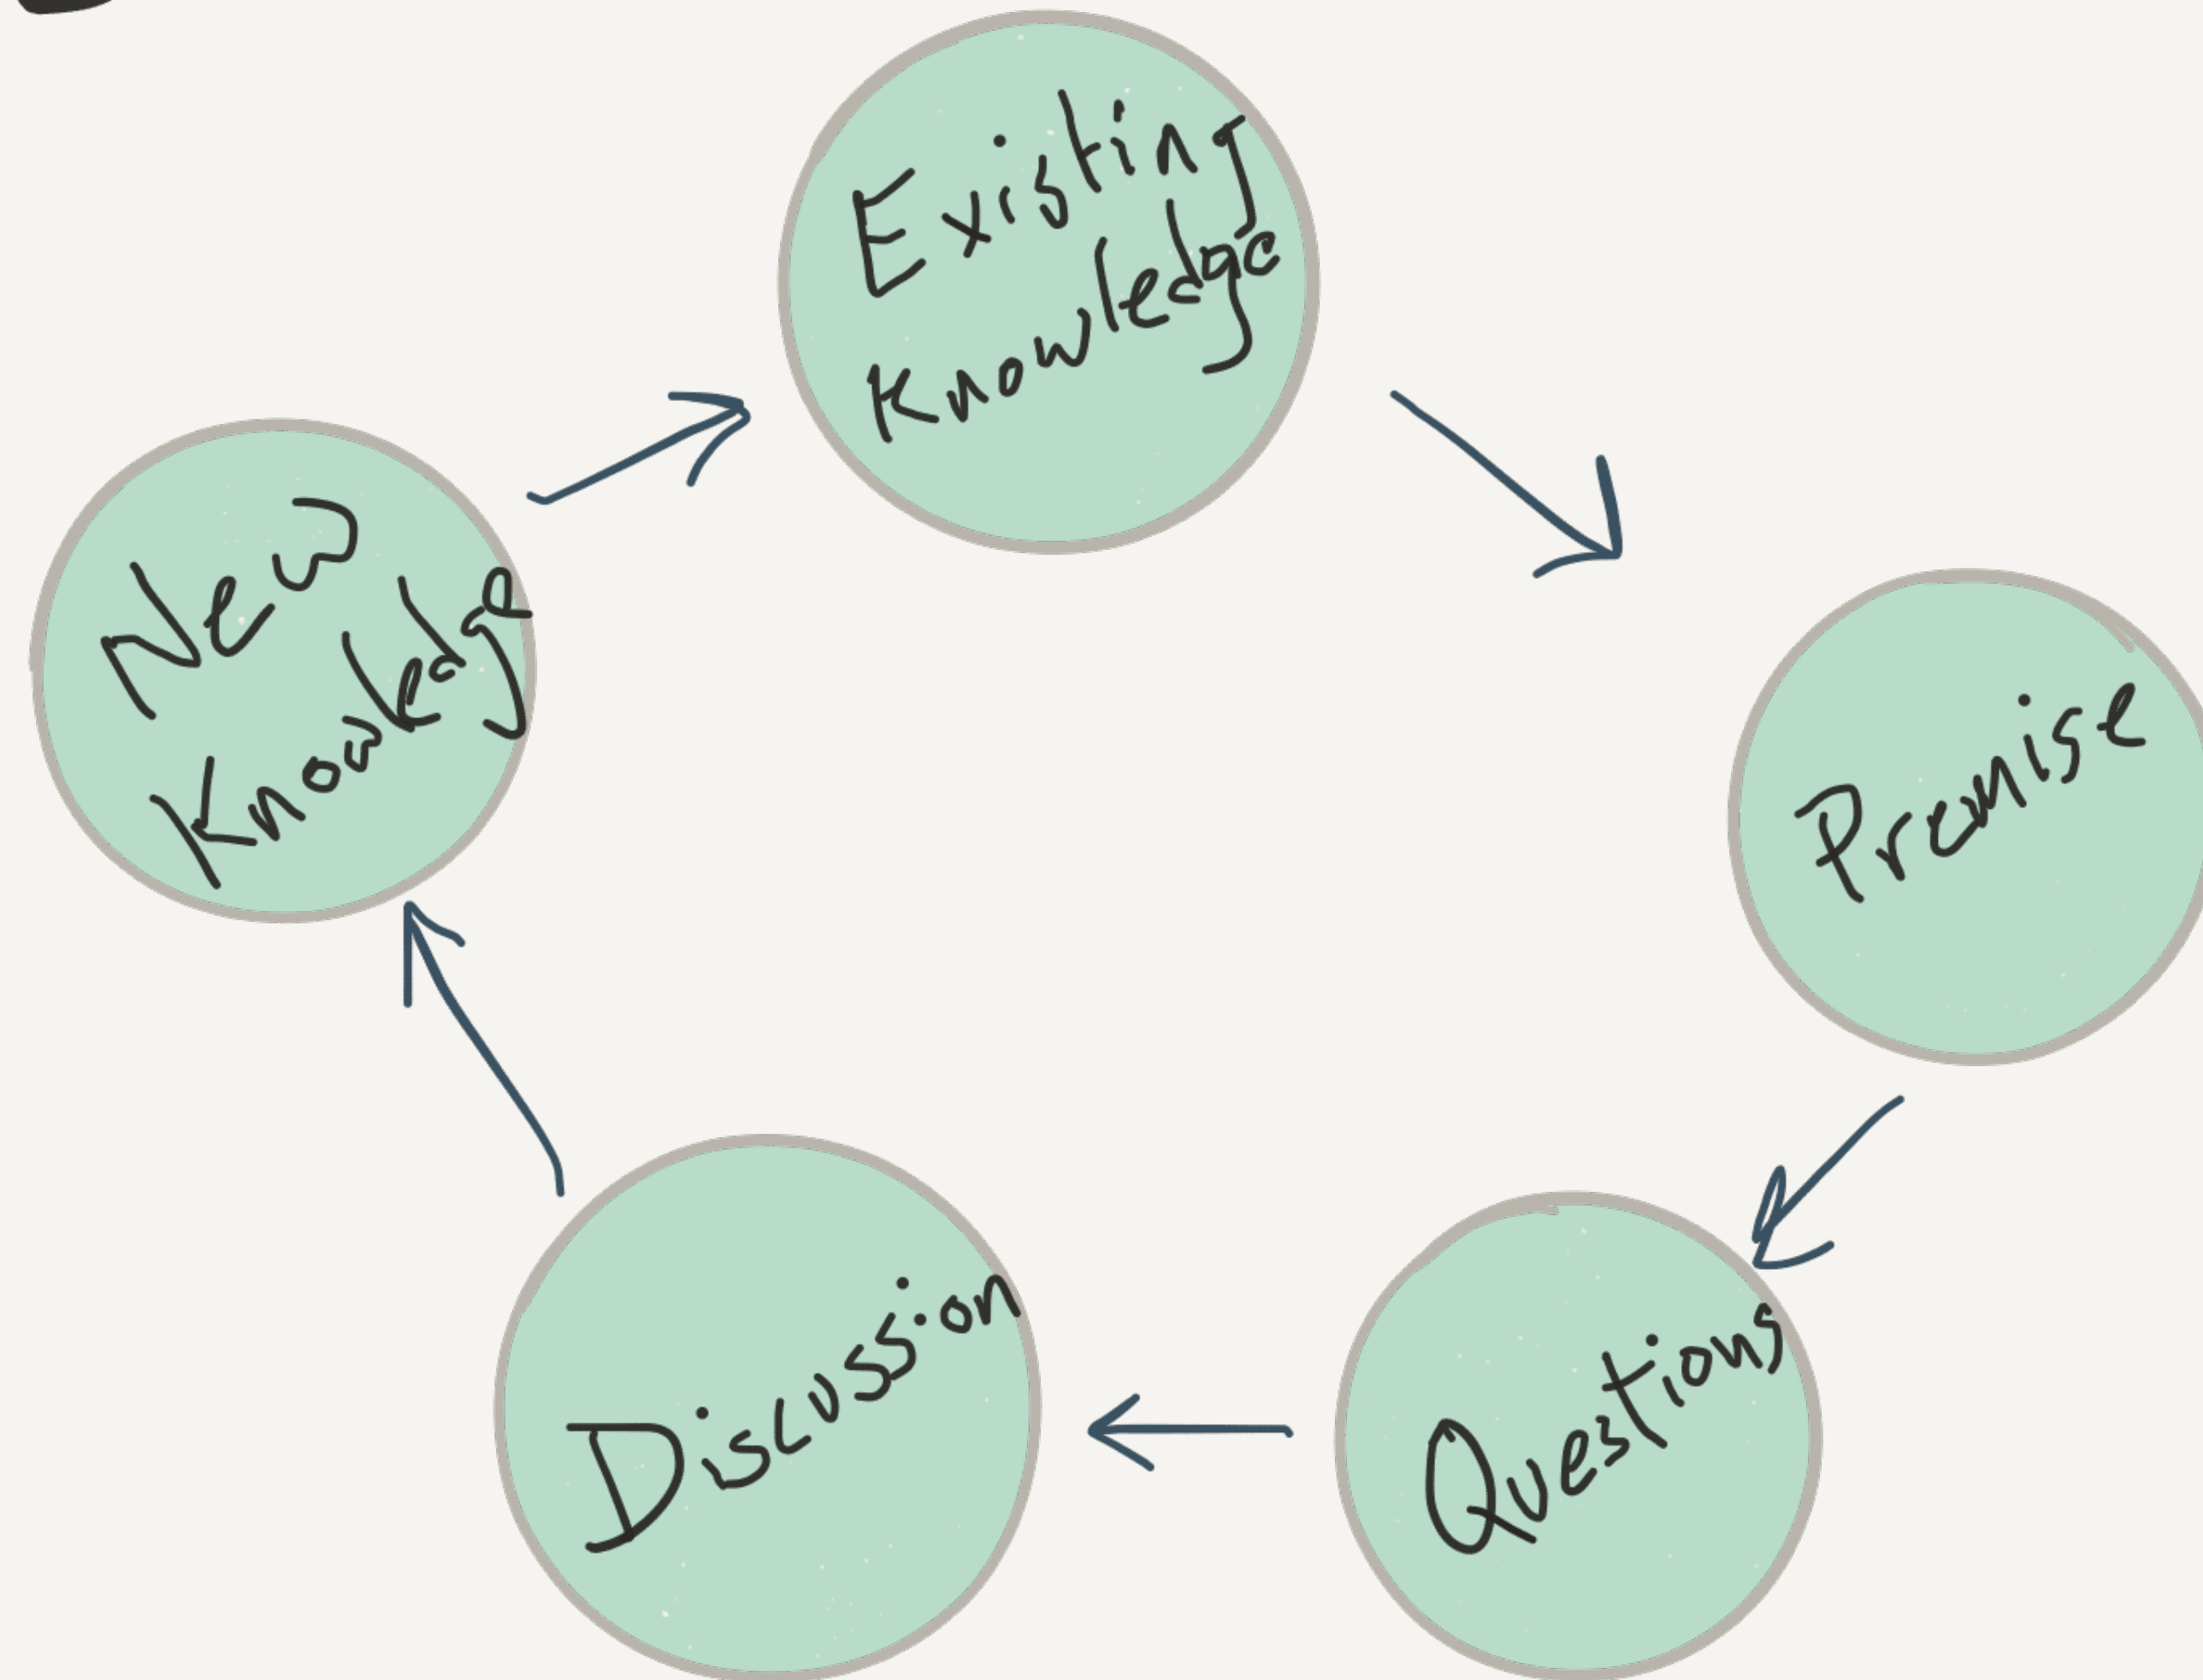 Existing
Knowledge
Premise
Questions
Discussion
New
Knowledge